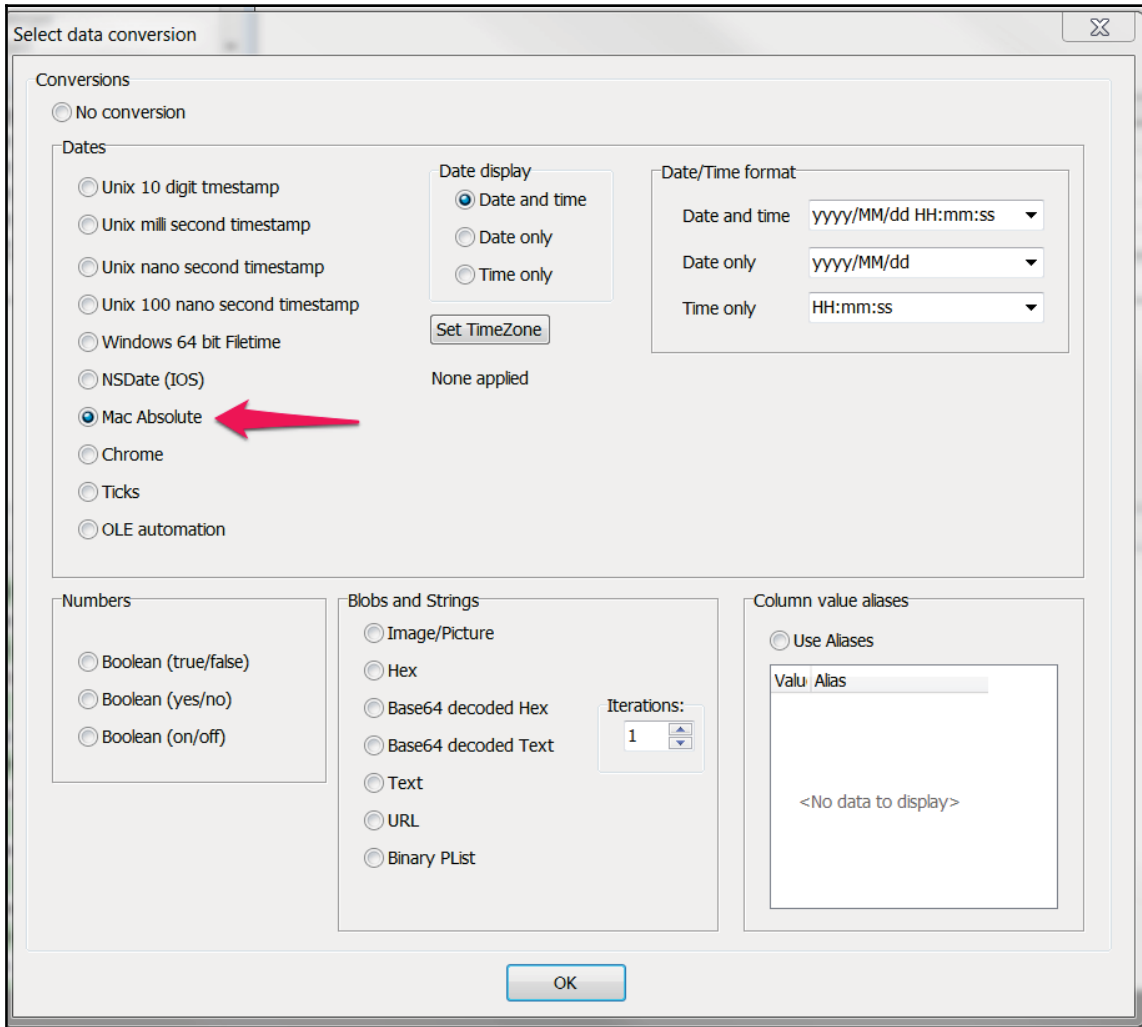 Select data conversion
Conversions
No conversion
Dates
Unix 10 digit tmestamp
Unix milli second timestamp
Unix nano second timestamp
Unix 100 nano second timestamp
Windows 64 bit Filetime
NSDate (IOS)
Mac Absolute
Chrome
Ticks
OLE automation
Date display
Date and time
Date only
Time only
Set TimeZone
None applied
Date/Time format
Date and time yyyy/MM/dd HH:mm:ss
Date only yyyy/MM/dd
Time only HH:mm:ss
Numbers
Boolean (true/false)
Boolean (yes/no)
Boolean (on/off)
Blobs and Strings
Image/Picture
Hex
Base64 decoded Hex
Base64 decoded Text
Text
URL
Binary PList
Iterations:
1
Column value aliases
Use Aliases
Valu Alias
<No data to display>
OK